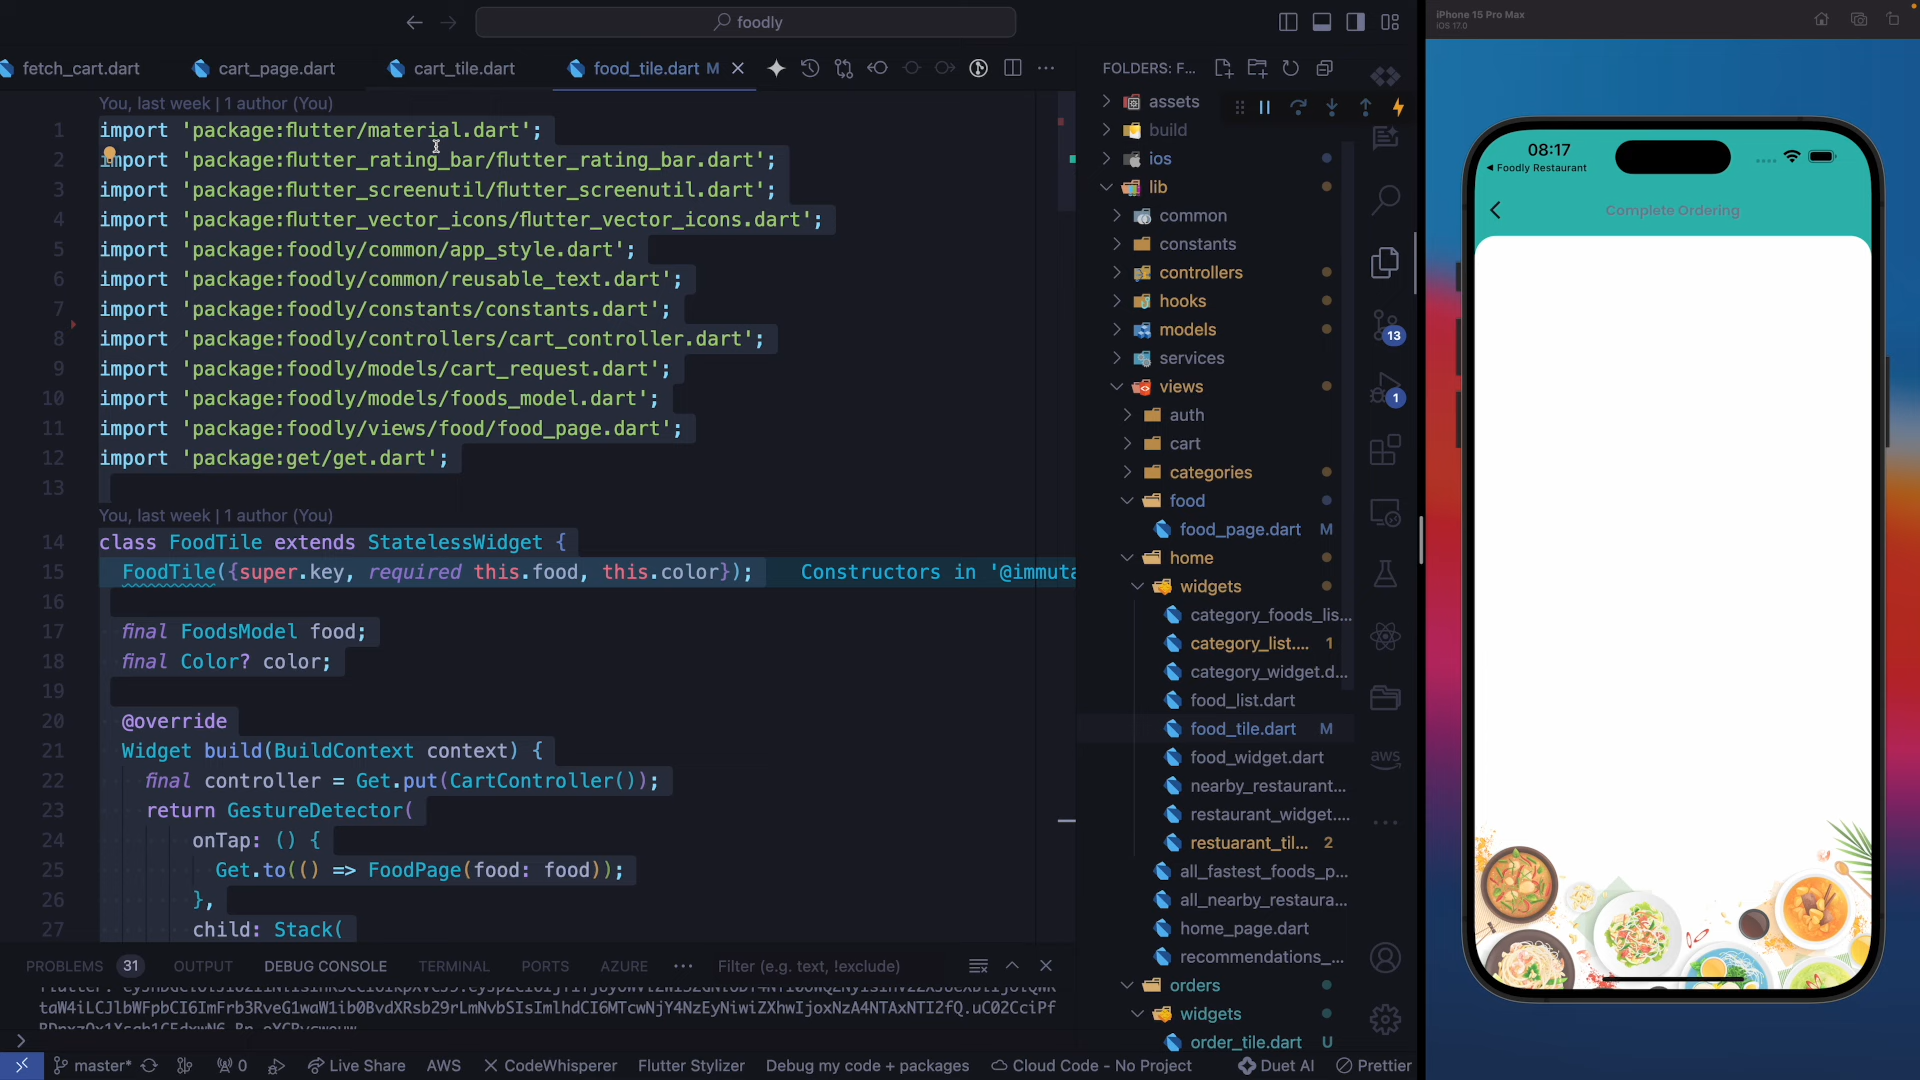 foodly
fetch_cart.dart
cart_page.dart
cart_tile.dart
food_tile.dart M
You, last week | 1 author (You)
1 import 'package:flutter/material.dart';
2 import 'package:flutter_rating_bar/flutter_rating_bar.dart';
3 import 'package:flutter_screenutil/flutter_screenutil.dart';
4 import 'package:flutter_vector_icons/flutter_vector_icons.dart';
5 import 'package:foodly/common/app_style.dart';
6 import 'package:foodly/common/reusable_text.dart';
7 import 'package:foodly/constants/constants.dart';
8 import 'package:foodly/controllers/cart_controller.dart';
9 import 'package:foodly/models/cart_request.dart';
10 import 'package:foodly/models/foods_model.dart';
11 import 'package:foodly/views/food/food_page.dart';
12 import 'package:get/get.dart';
13
You, last week | 1 author (You)
14 class FoodTile extends StatelessWidget {
15 FoodTile({super.key, required this.food, this.color}); Constructors in '@immuta
16
17 final FoodsModel food;
18 final Color? color;
19
20 @override
21 Widget build(BuildContext context) {
22 final controller = Get.put(CartController());
23 return GestureDetector(
24 onTap: () {
25 Get.to(() => FoodPage(food: food));
26 },
27 child: Stack(
PROBLEMS 31 OUTPUT DEBUG CONSOLE TERMINAL PORTS AZURE ... Filter (e.g. text, !exclude)
master* 0 Live Share AWS CodeWhisperer Flutter Stylizer Debug my code + packages Cloud Code - No Project Duet AI Prettier
FOLDERS: F...
assets
build
ios
lib
common
constants
controllers
hooks
models
services
views
auth
cart
categories
food
food_page.dart M
home
widgets
category_foods_lis...
category_list.... 1
category_widget.d...
food_list.dart
food_tile.dart M
food_widget.dart
nearby_restaurant...
restaurant_widget....
restuarant_til... 2
all_fastest_foods_p...
all_nearby_restaura...
home_page.dart
recommendations_...
orders
widgets
order_tile.dart U
13
1
aws
iPhone 15 Pro Max
iOS 17.0
08:17
Foodly Restaurant
Complete Ordering